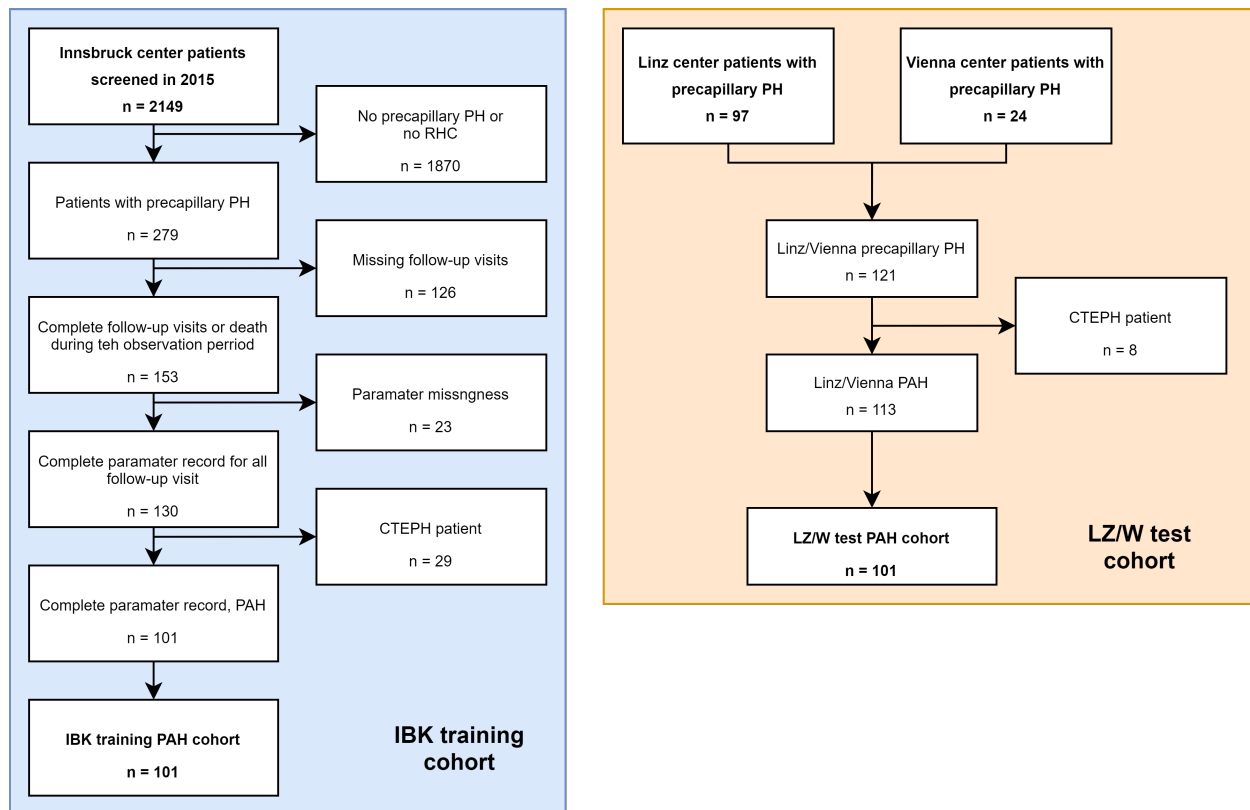 Innsbruck center patients
screened in 2015
n = 2149
No precapillary PH or
no RHC
n = 1870
Patients with precapillary PH
n = 279
Missing follow-up visits
n = 126
Complete follow-up visits or death
during teh observation perriod
n = 153
Paramater missngness
n = 23
Complete paramater record for all
follow-up visit
n = 130
CTEPH patient
n = 29
Complete paramater record, PAH
n = 101
IBK training PAH cohort
n = 101
IBK training
cohort
Linz center patients with
precapillary PH
n = 97
Vienna center patients with
precapillary PH
n = 24
Linz/Vienna precapillary PH
n = 121
CTEPH patient
n = 8
Linz/Vienna PAH
n = 113
LZ/W test PAH cohort
n = 101
LZ/W test
cohort